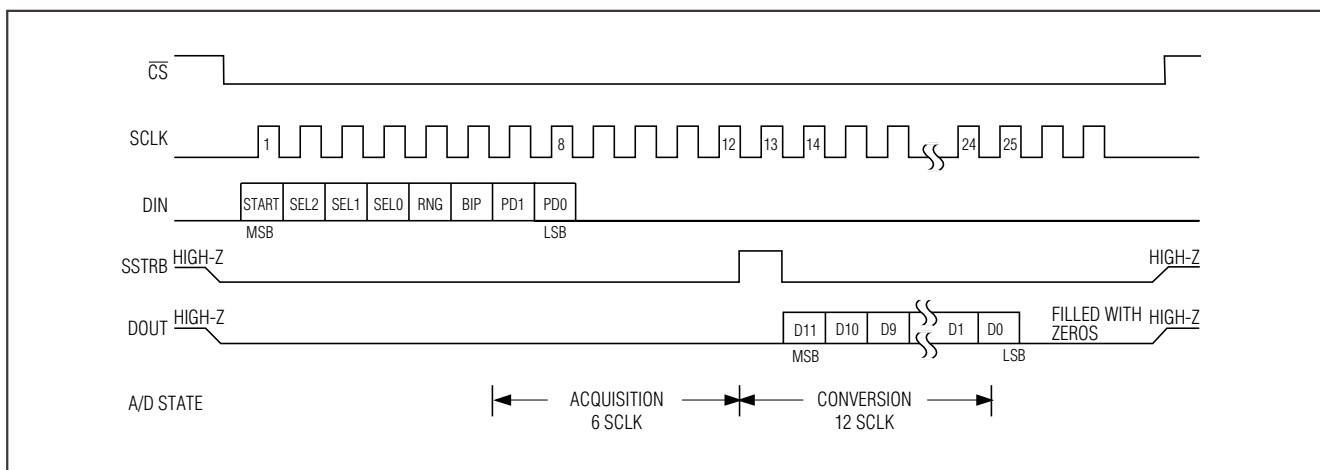 CS
SCLK
1
8
12
13
14
24
25
DIN
START SEL2 SEL1 SEL0 RNG BIP PD1 PD0
MSB
LSB
SSTRB
HIGH-Z
HIGH-Z
DOUT
HIGH-Z
D11 D10 D9 D1 D0
MSB
LSB
FILLED WITH
ZEROS
HIGH-Z
A/D STATE
ACQUISITION
6 SCLK
CONVERSION
12 SCLK